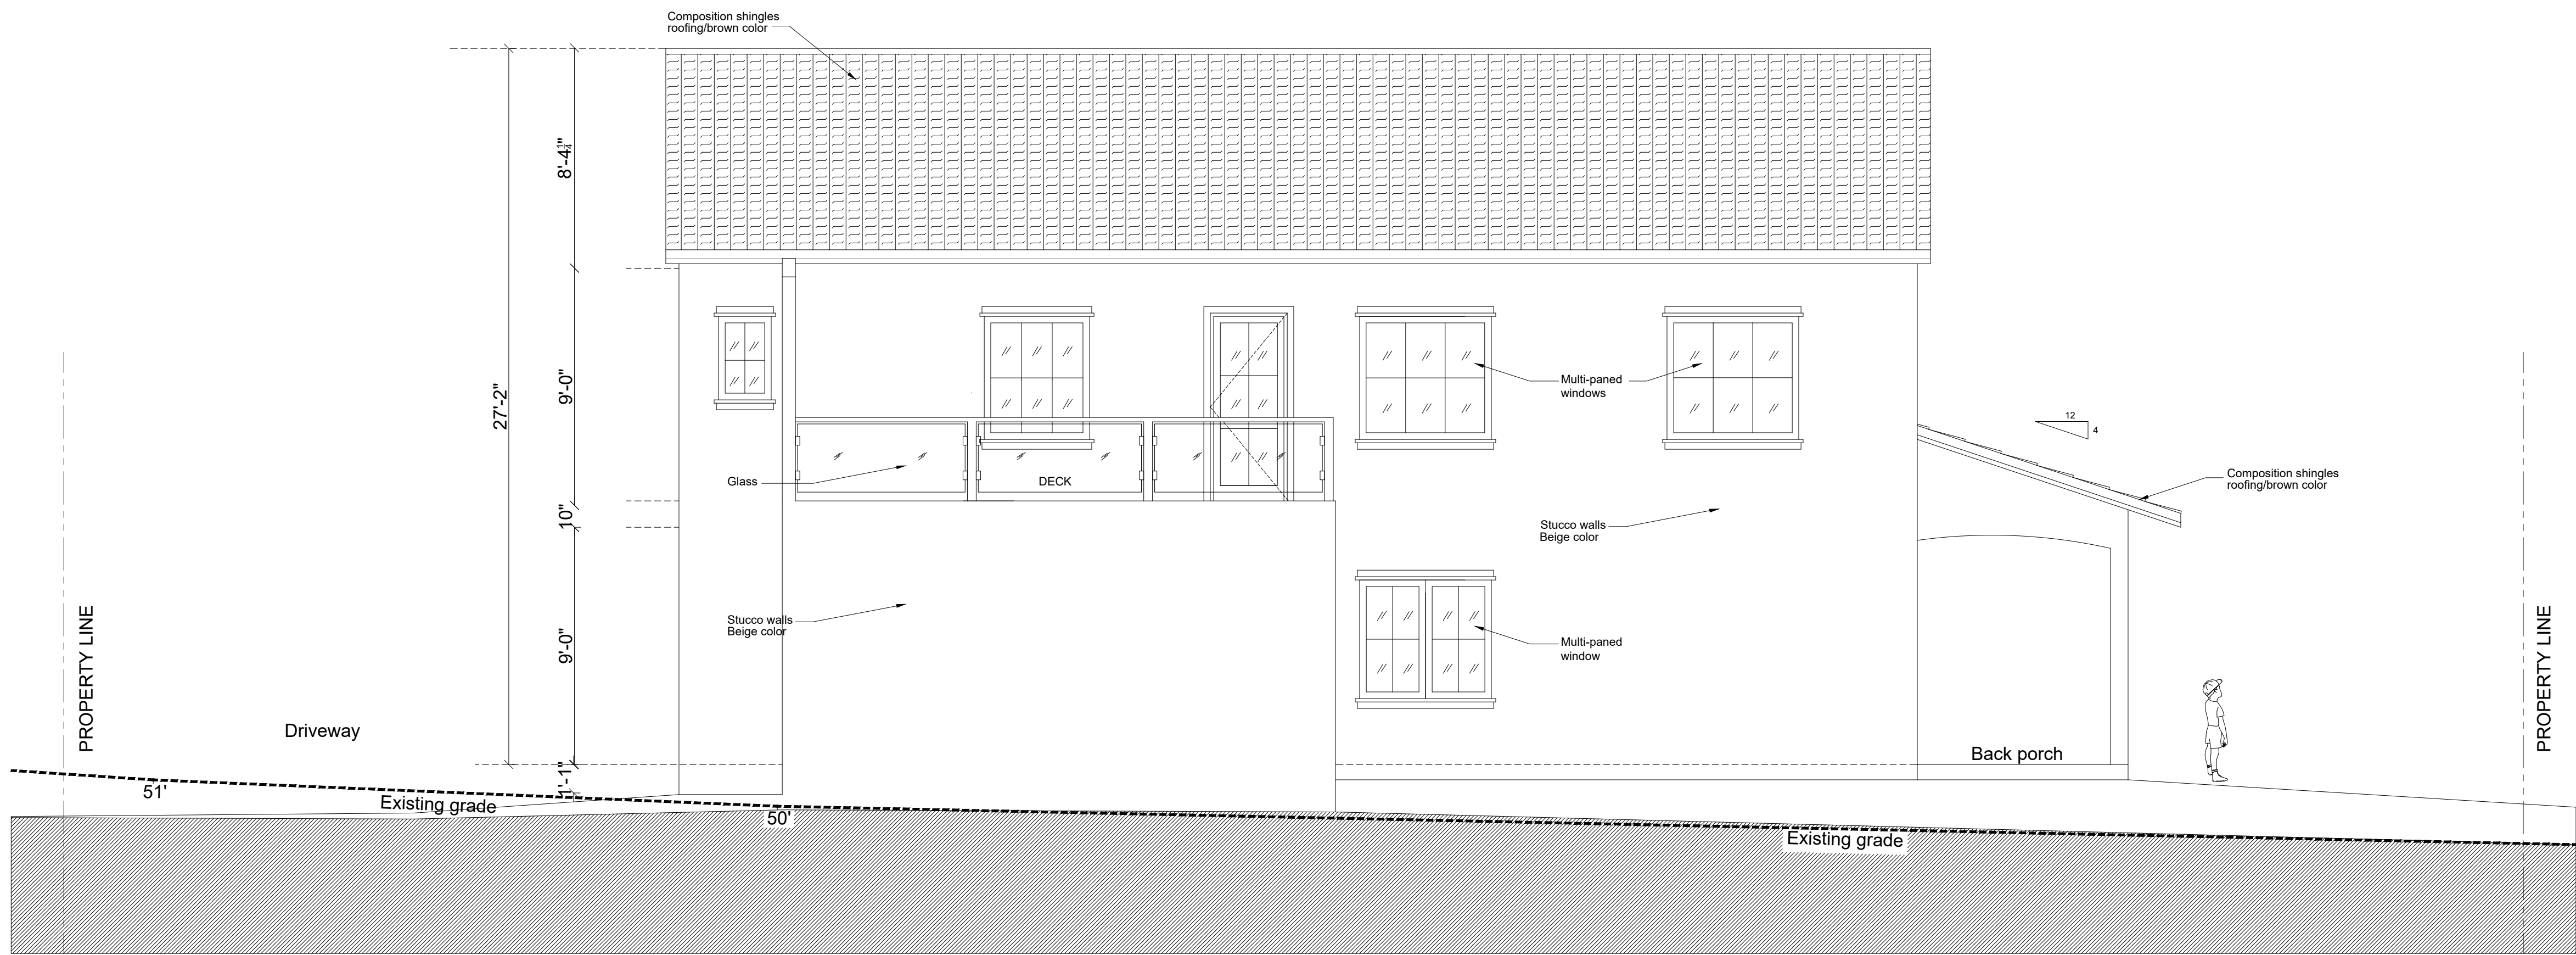 Composition shingles
roofing/brown color
8'-4¼"
27'-2"
9'-0"
10"
9'-0"
1'-1"
Multi-paned
windows
12
4
Glass
DECK
Composition shingles
roofing/brown color
Stucco walls
Beige color
Stucco walls
Beige color
Multi-paned
window
PROPERTY LINE
PROPERTY LINE
Driveway
Back porch
51'
Existing grade
50'
Existing grade